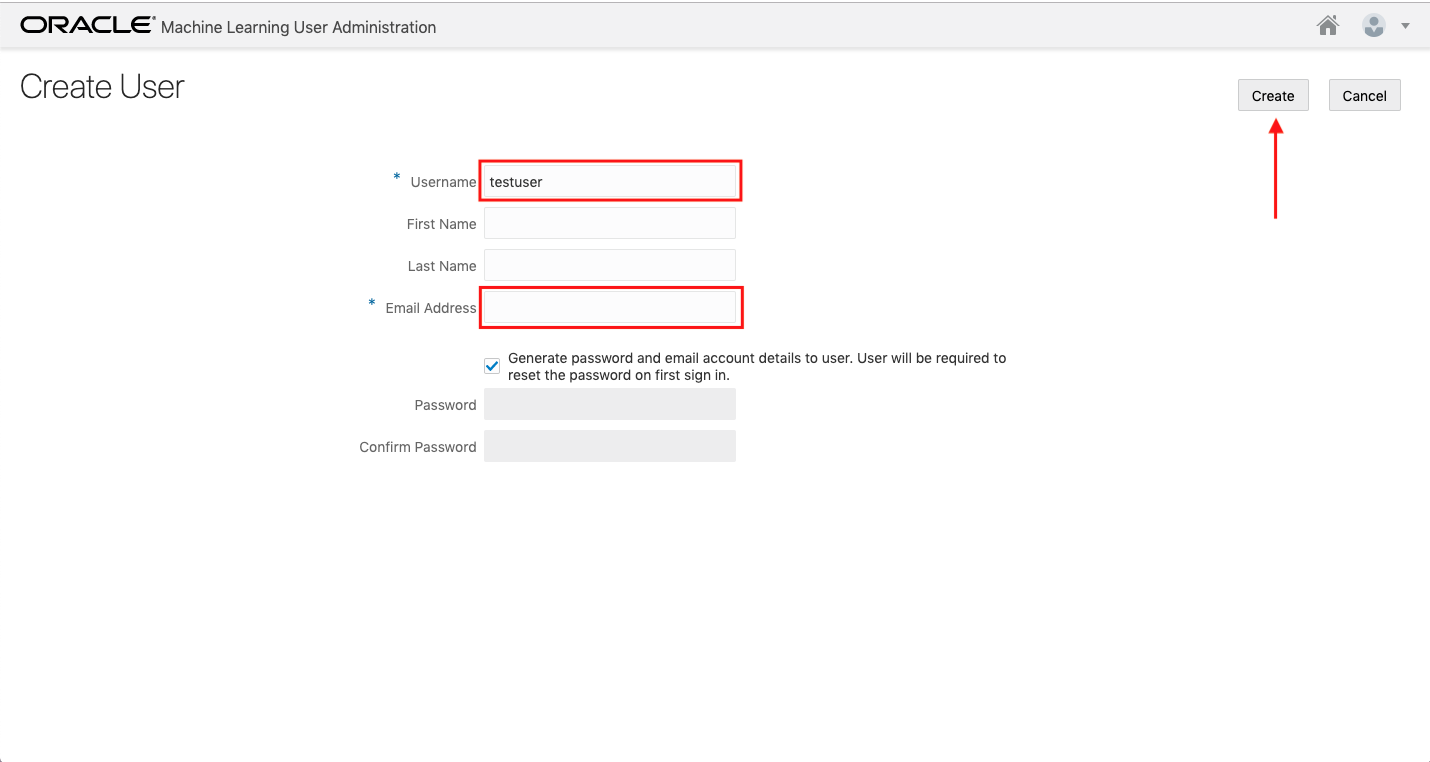 ORACLE® Machine Learning User Administration
Create User
Create
Cancel
* Username testuser
First Name
Last Name
* Email Address
Generate password and email account details to user. User will be required to
reset the password on first sign in.
Password
Confirm Password